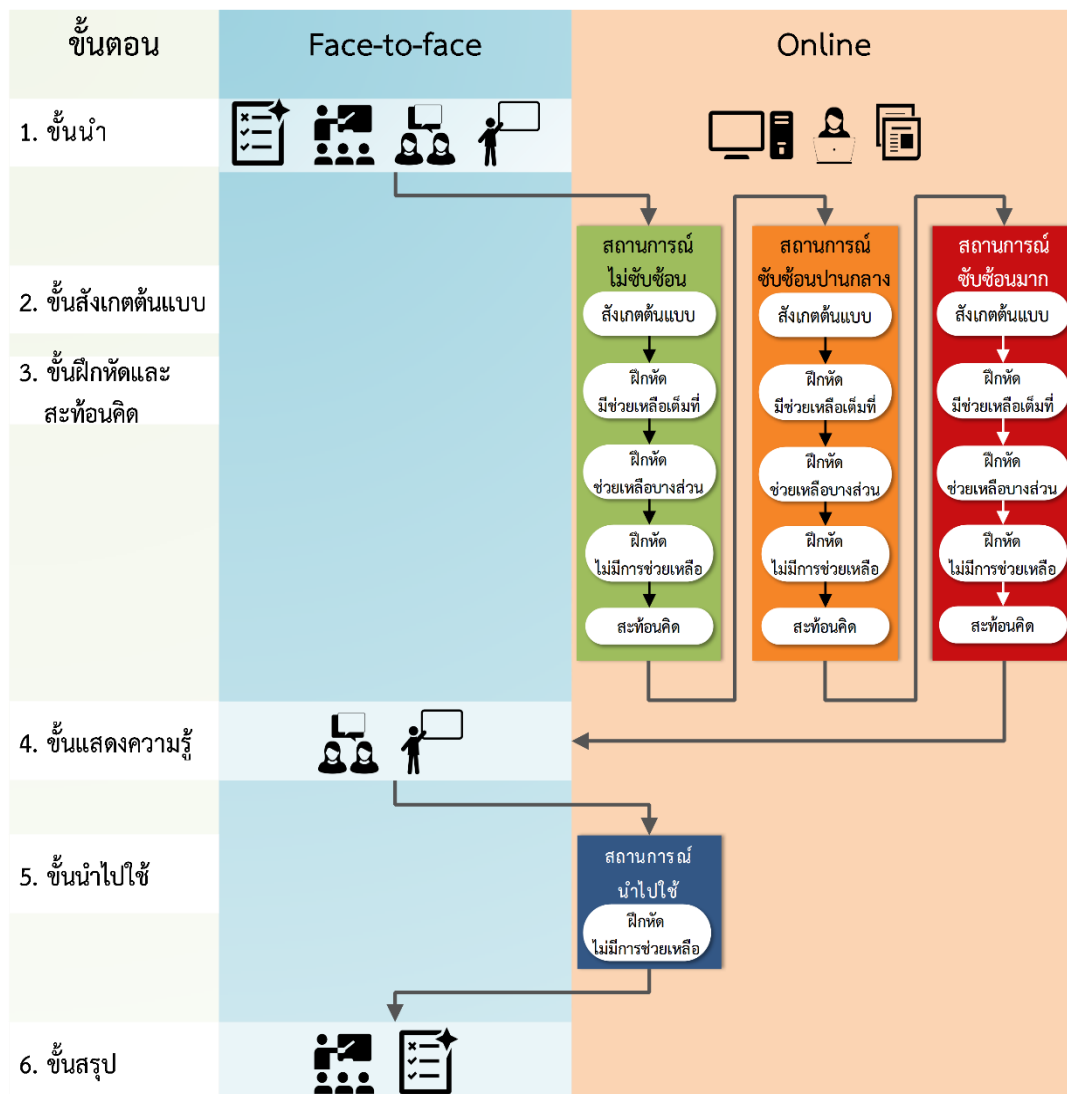 ขั้นตอน
Face-to-face
Online
1. ขั้นนำ
2. ขั้นสังเกตต้นแบบ
3. ขั้นฝึกหัดและ
สะท้อนคิด
สถานการณ์
ไม่ซับซ้อน
สังเกตต้นแบบ
ฝึกหัด
มีช่วยเหลือเต็มที่
ฝึกหัด
ช่วยเหลือบางส่วน
ฝึกหัด
ไม่มีการช่วยเหลือ
สะท้อนคิด
สถานการณ์
ซับซ้อนปานกลาง
สังเกตต้นแบบ
ฝึกหัด
มีช่วยเหลือเต็มที่
ฝึกหัด
ช่วยเหลือบางส่วน
ฝึกหัด
ไม่มีการช่วยเหลือ
สะท้อนคิด
สถานการณ์
ซับซ้อนมาก
สังเกตต้นแบบ
ฝึกหัด
มีช่วยเหลือเต็มที่
ฝึกหัด
ช่วยเหลือบางส่วน
ฝึกหัด
ไม่มีการช่วยเหลือ
สะท้อนคิด
4. ขั้นแสดงความรู้
5. ขั้นนำไปใช้
สถานการณ์
นำไปใช้
ฝึกหัด
ไม่มีการช่วยเหลือ
6. ขั้นสรุป